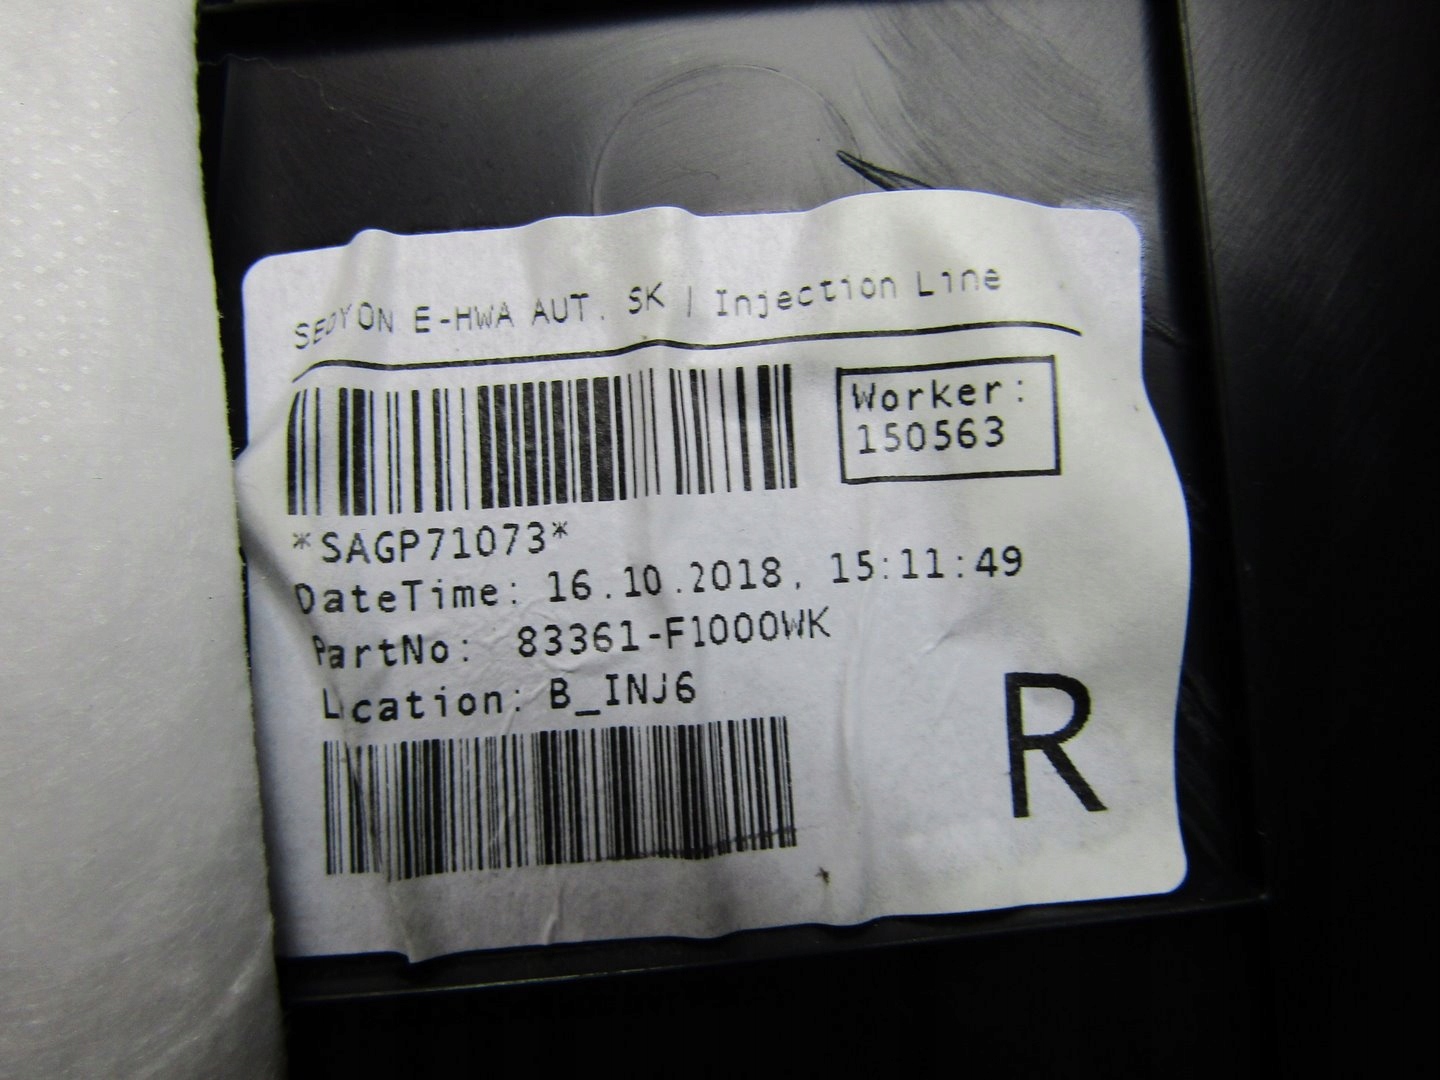 SEOYON E-HWA AUT. SK / Injection Line
Worker:
150563
*SAGP71073*
DateTime: 16.10.2018, 15:11:49
PartNo: 83361-F1000WK
Location: B_INJ6
R